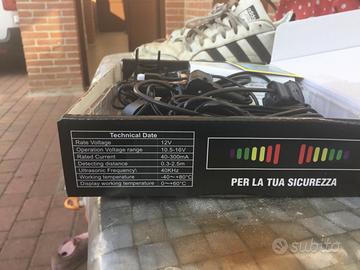 Technical Date
Rate Voltage 12V
Operation Voltage range 10.5-16V
Rated Current 40-300mA
Detecting distance 0.3-2.5m
Ultrasonic Frequency) 40KHz
Working temperature -40~+80°C
Display working temperature 0~+60°C
PER LA TUA SICUREZZA
subito